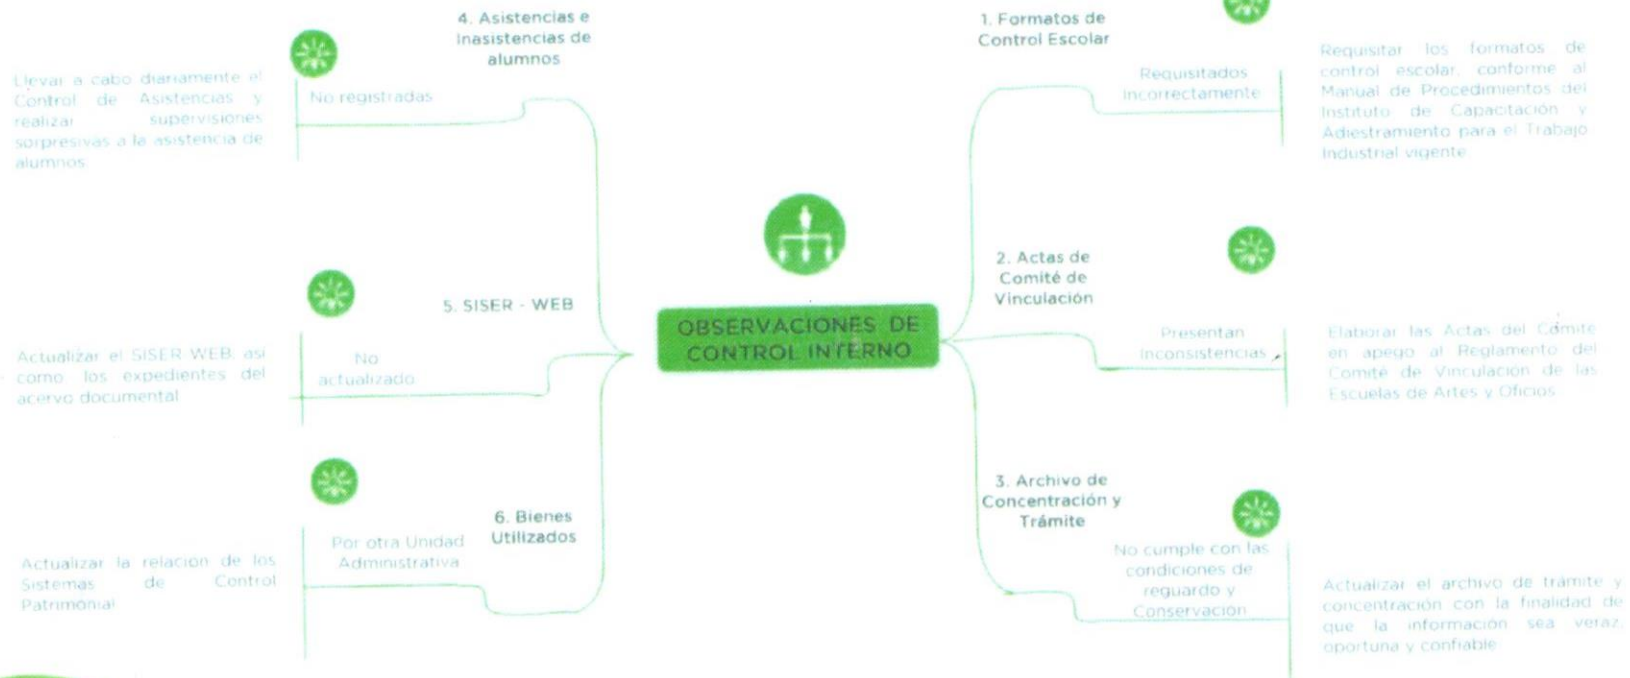 OBSERVACIONES DE
CONTROL INTERNO
1. Formatos de
Control Escolar
Requisitados
Incorrectamente
Requisitar los formatos de
control escolar, conforme al
Manual de Procedimientos del
Instituto de Capacitación y
Adiestramiento para el Trabajo
Industrial vigente
2. Actas de
Comité de
Vinculación
Presentan
Inconsistencias
Elaborar las Actas del Comité
en apego al Reglamento del
Comité de Vinculación de las
Escuelas de Artes y Oficios
3. Archivo de
Concentración y
Trámite
No cumple con las
condiciones de
reguardo y
Conservación
Actualizar el archivo de trámite y
concentración con la finalidad de
que la información sea veraz,
oportuna y confiable
4. Asistencias e
Inasistencias de
alumnos
No registradas
Llevar a cabo diariamente el
Control de Asistencias y
realizar supervisiones
sorpresivas a la asistencia de
alumnos
5. SISER - WEB
No
actualizado
Actualizar el SISER WEB, así
como los expedientes del
acervo documental
6. Bienes
Utilizados
Por otra Unidad
Administrativa
Actualizar la relación de los
Sistemas de Control
Patrimonial